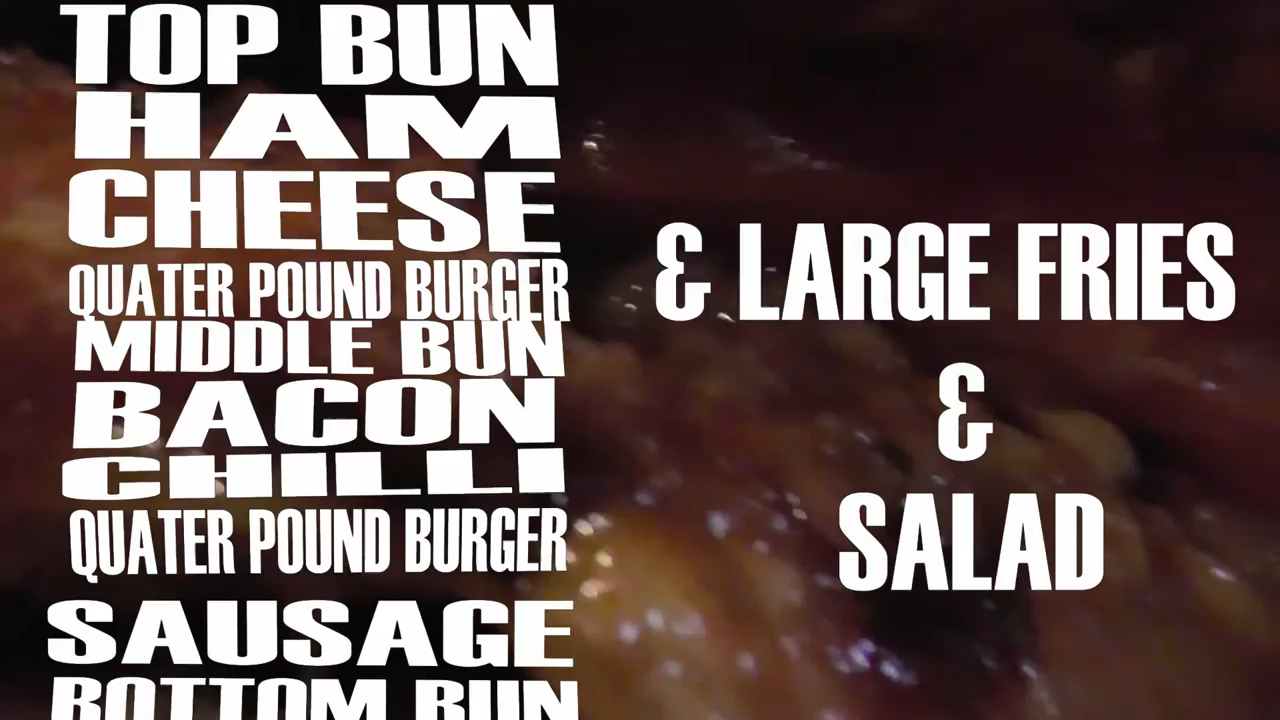 TOP BUN
HAM
CHEESE
QUATER POUND BURGER
MIDDLE BUN
BACON
CHILLI
QUATER POUND BURGER
SAUSAGE
BOTTOM BUN
& LARGE FRIES
&
SALAD